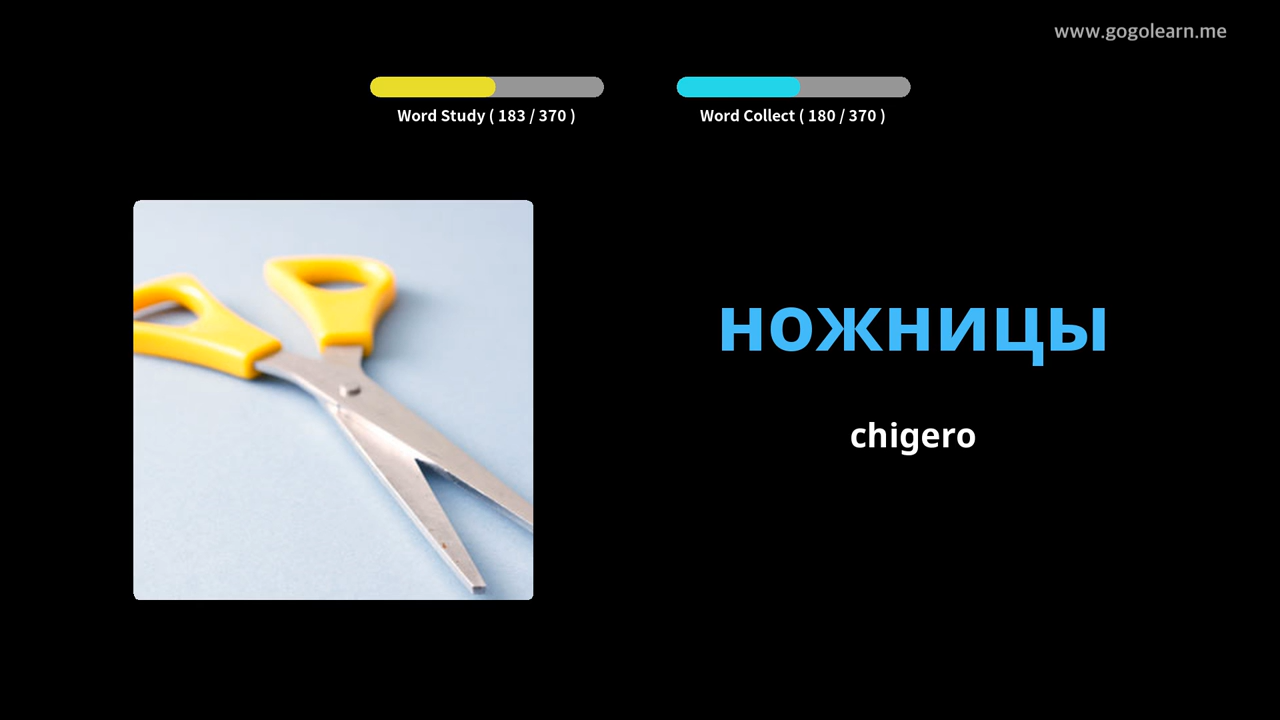 www.gogolearn.me
Word Study ( 183 / 370 )
Word Collect ( 180 / 370 )
ножницы
chigero